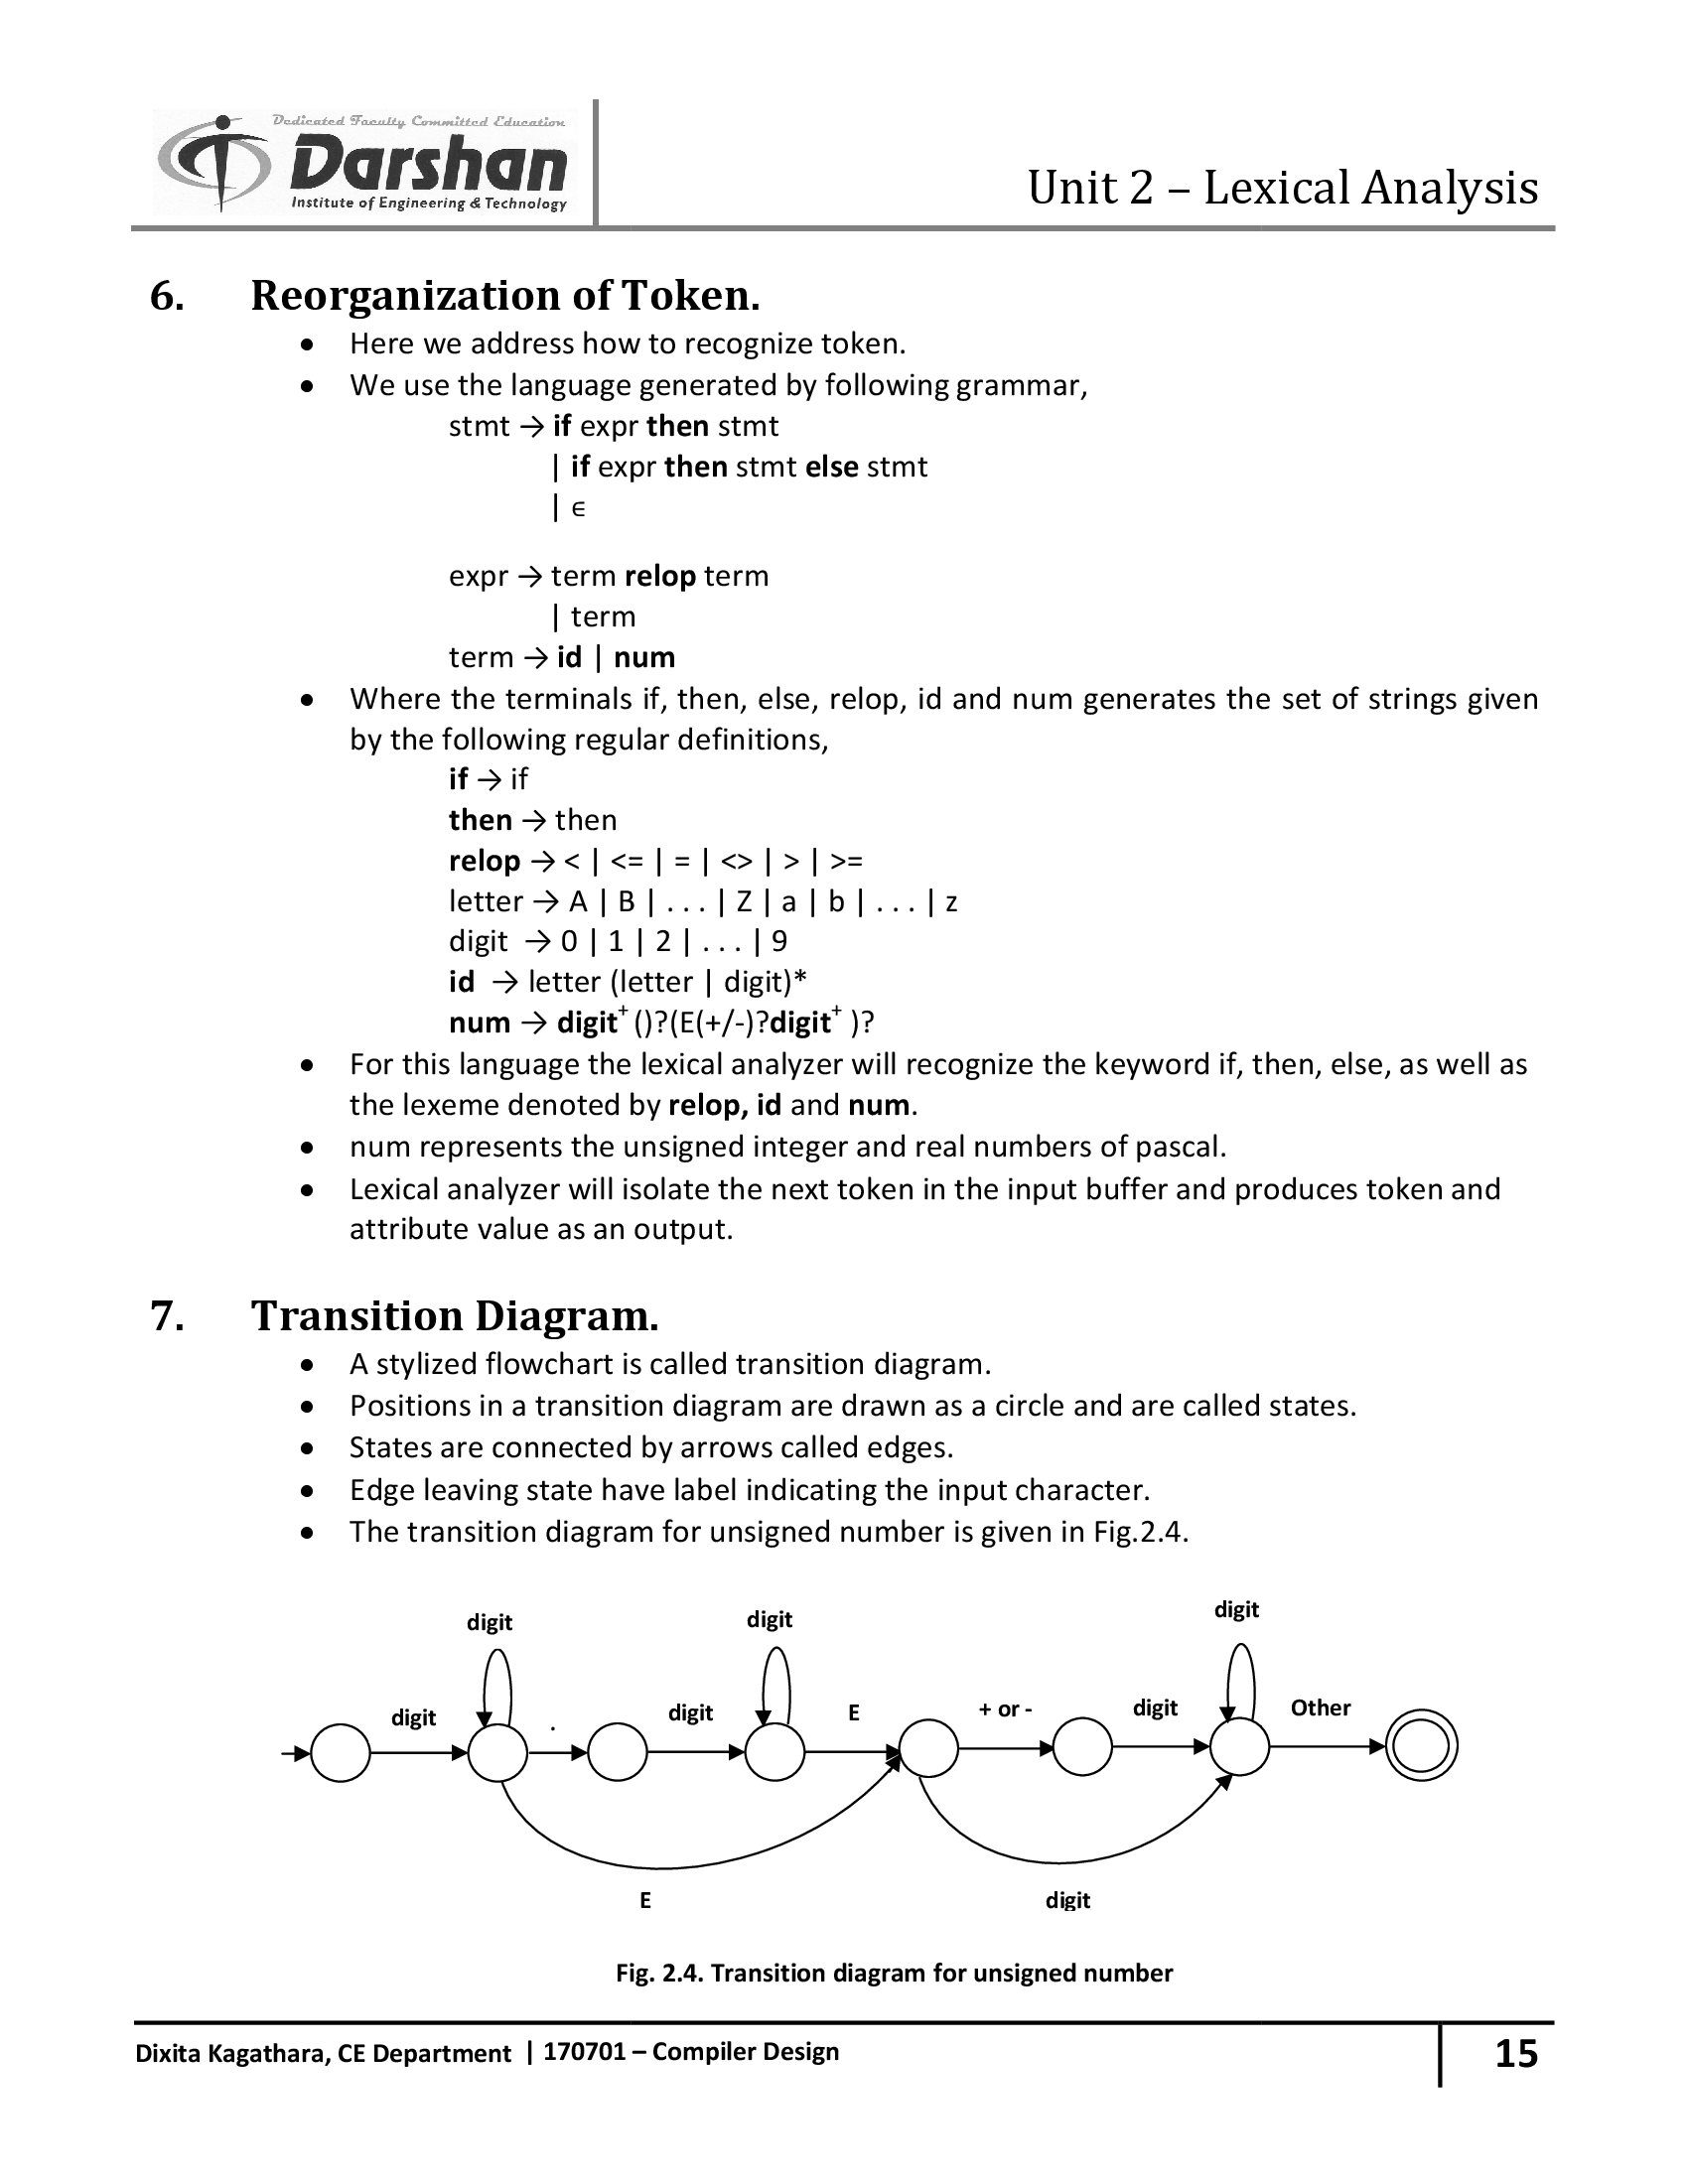 Dedicated Faculty Committed Education
Darshan
Institute of Engineering & Technology
Unit 2 – Lexical Analysis
6. Reorganization of Token.
• Here we address how to recognize token.
• We use the language generated by following grammar,
stmt → if expr then stmt
| if expr then stmt else stmt
| ϵ
expr → term relop term
| term
term → id | num
• Where the terminals if, then, else, relop, id and num generates the set of strings given
by the following regular definitions,
if → if
then → then
relop → < | <= | = | <> | > | >=
letter → A | B | . . . | Z | a | b | . . . | z
digit → 0 | 1 | 2 | . . . | 9
id → letter (letter | digit)*
num → digit⁺ ()?(E(+/-)?digit⁺ )?
• For this language the lexical analyzer will recognize the keyword if, then, else, as well as
the lexeme denoted by relop, id and num.
• num represents the unsigned integer and real numbers of pascal.
• Lexical analyzer will isolate the next token in the input buffer and produces token and
attribute value as an output.
7. Transition Diagram.
• A stylized flowchart is called transition diagram.
• Positions in a transition diagram are drawn as a circle and are called states.
• States are connected by arrows called edges.
• Edge leaving state have label indicating the input character.
• The transition diagram for unsigned number is given in Fig.2.4.
digit digit digit
digit . digit E + or - digit Other
E digit
Fig. 2.4. Transition diagram for unsigned number
Dixita Kagathara, CE Department | 170701 – Compiler Design 15